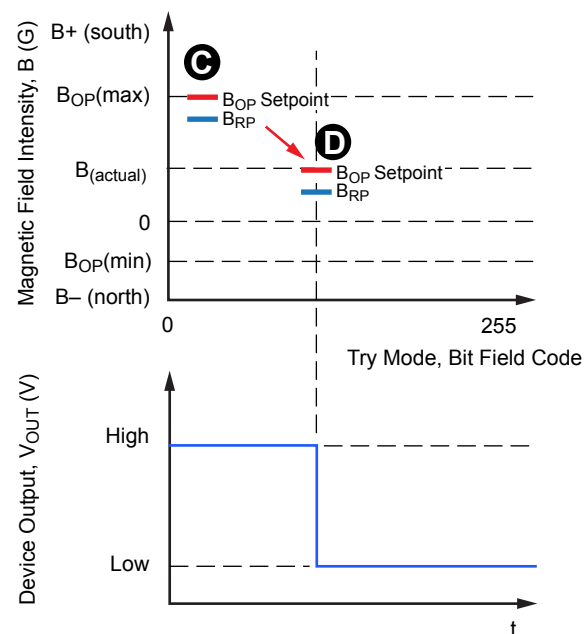 B+ (south)
Magnetic Field Intensity, B (G)
C
BOP(max)
BOP Setpoint
BRP
D
B(actual)
BOP Setpoint
BRP
0
BOP(min)
B– (north)
0
255
Try Mode, Bit Field Code
Device Output, VOUT (V)
High
Low
t